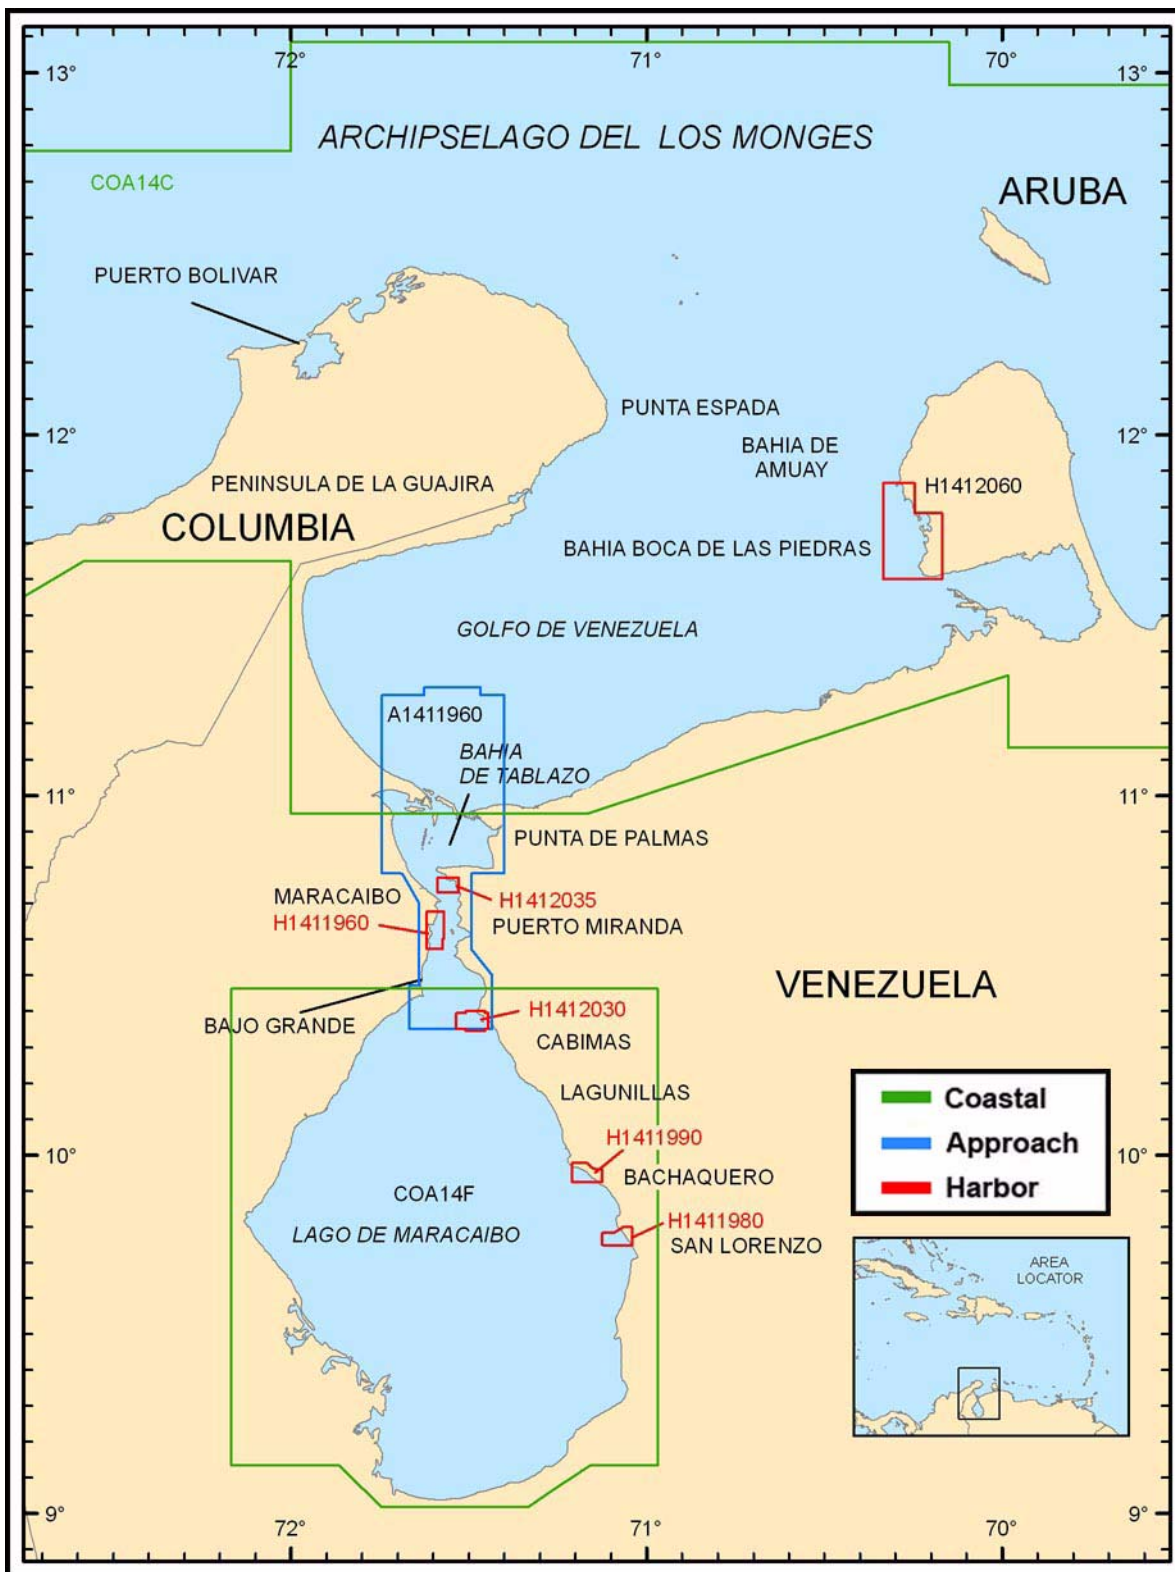 72°
71°
70°
13°
13°
ARCHIPSELAGO DEL LOS MONGES
COA14C
ARUBA
PUERTO BOLIVAR
PUNTA ESPADA
12°
12°
BAHIA DE
AMUAY
PENINSULA DE LA GUAJIRA
H1412060
COLUMBIA
BAHIA BOCA DE LAS PIEDRAS
GOLFO DE VENEZUELA
A1411960
BAHIA
DE TABLAZO
11°
11°
PUNTA DE PALMAS
MARACAIBO
H1412035
H1411960
PUERTO MIRANDA
VENEZUELA
BAJO GRANDE
H1412030
CABIMAS
LAGUNILLAS
Coastal
Approach
Harbor
H1411990
10°
10°
BACHAQUERO
COA14F
H1411980
LAGO DE MARACAIBO
SAN LORENZO
AREA
LOCATOR
9°
9°
72°
71°
70°